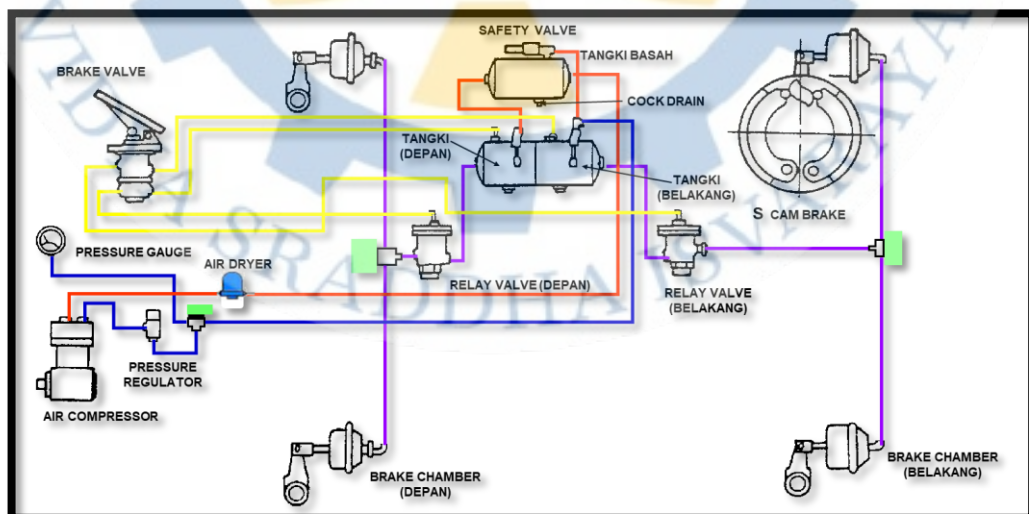 SAFETY VALVE
TANGKI BASAH
BRAKE VALVE
COCK DRAIN
TANGKI
(DEPAN)
TANGKI
(BELAKANG)
S CAM BRAKE
PRESSURE GAUGE
AIR DRYER
RELAY VALVE (DEPAN)
RELAY VALVE
(BELAKANG)
PRESSURE
REGULATOR
AIR COMPRESSOR
BRAKE CHAMBER
(DEPAN)
BRAKE CHAMBER
(BELAKANG)